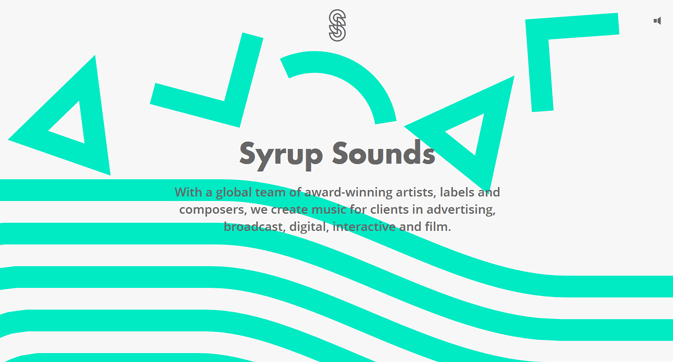 Syrup Sounds
With a global team of award-winning artists, labels and
composers, we create music for clients in advertising,
broadcast, digital, interactive and film.